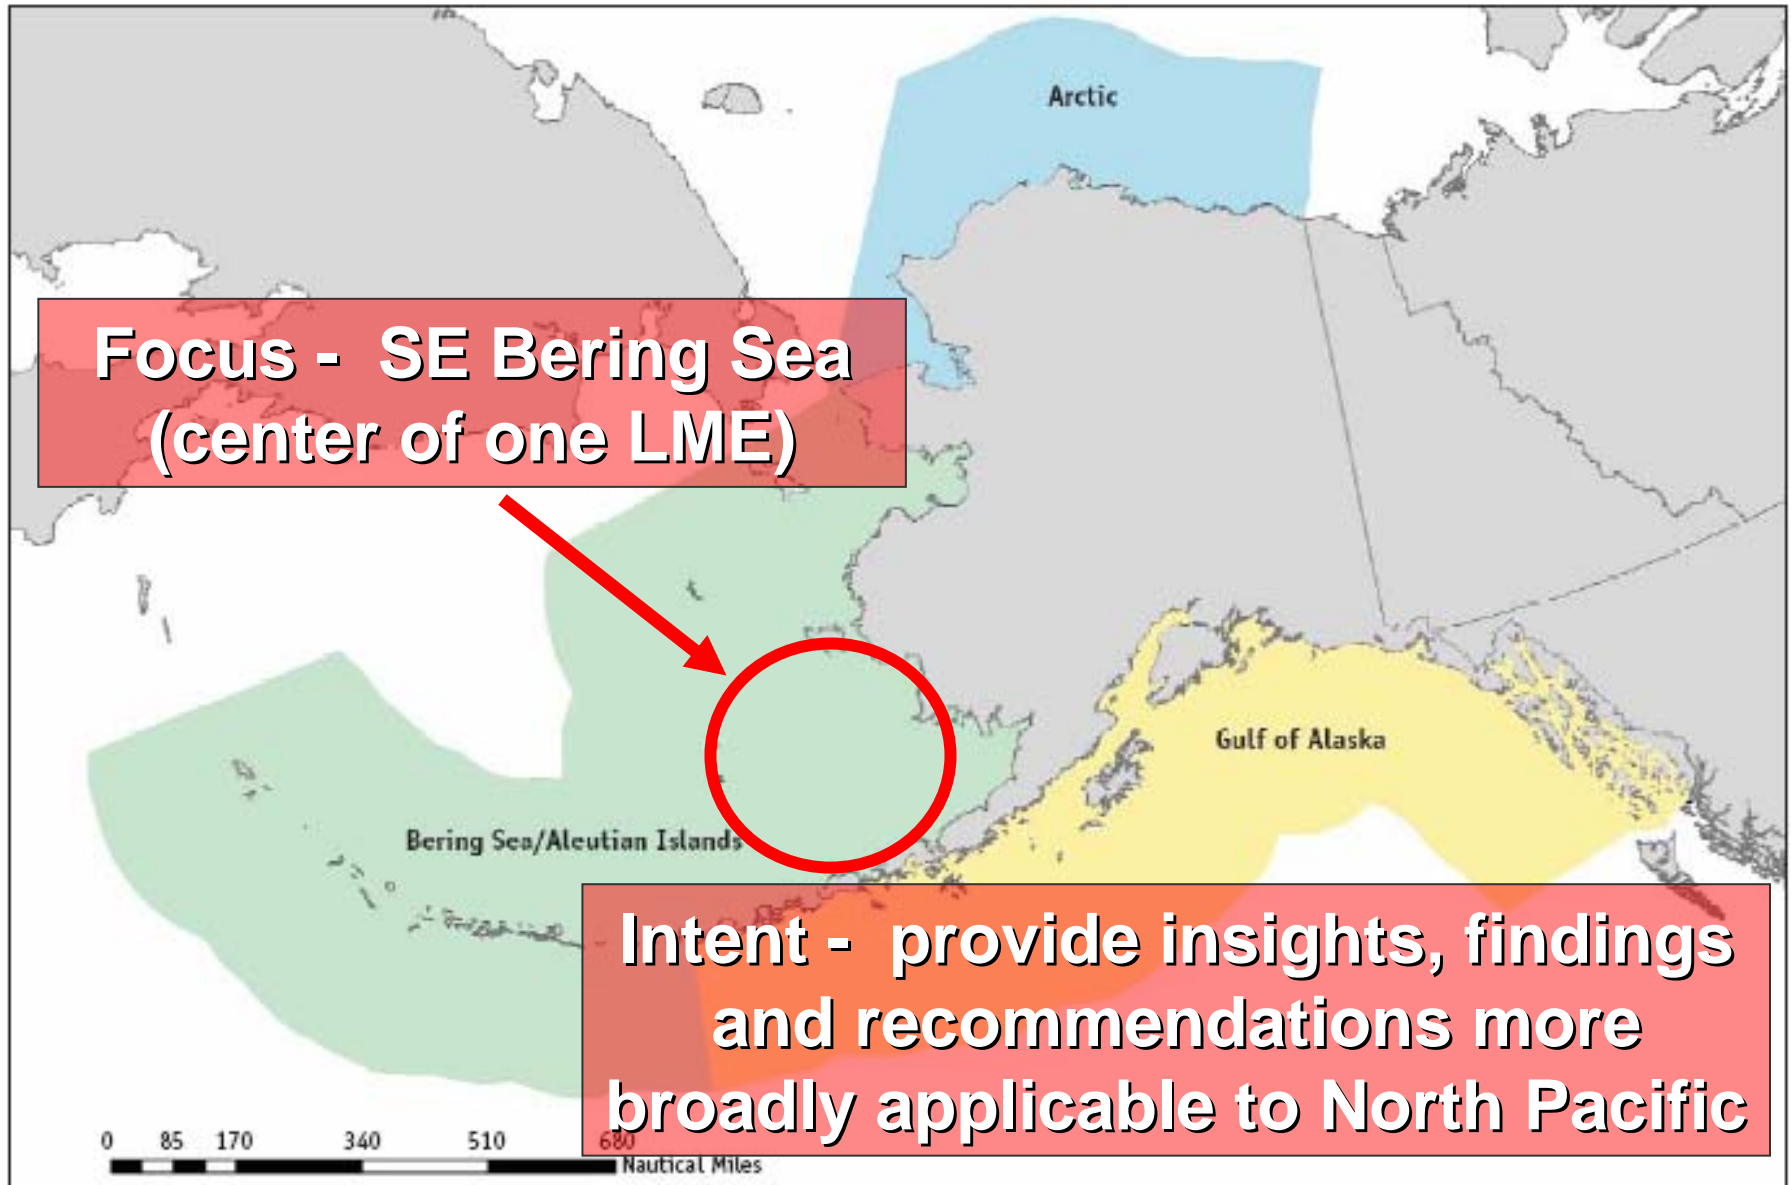 Arctic
Focus - SE Bering Sea
(center of one LME)
Gulf of Alaska
Bering Sea/Aleutian Islands
Intent - provide insights, findings
and recommendations more
broadly applicable to North Pacific
0 85 170 340 510 680
Nautical Miles